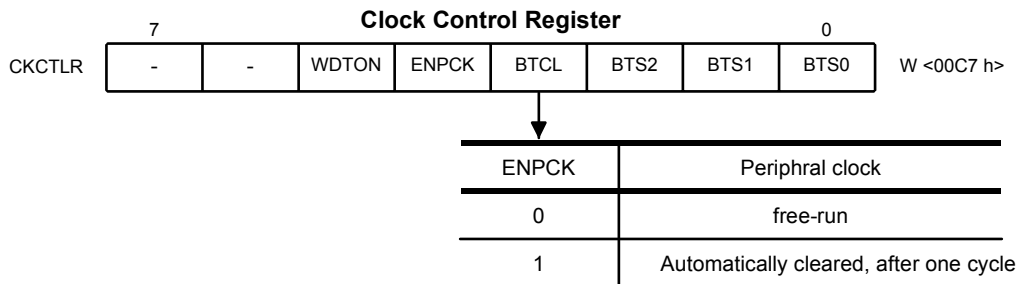 Clock Control Register
7 0
CKCTLR - - WDTON ENPCK BTCL BTS2 BTS1 BTS0 W <00C7 h>
ENPCK Periphral clock
0 free-run
1 Automatically cleared, after one cycle